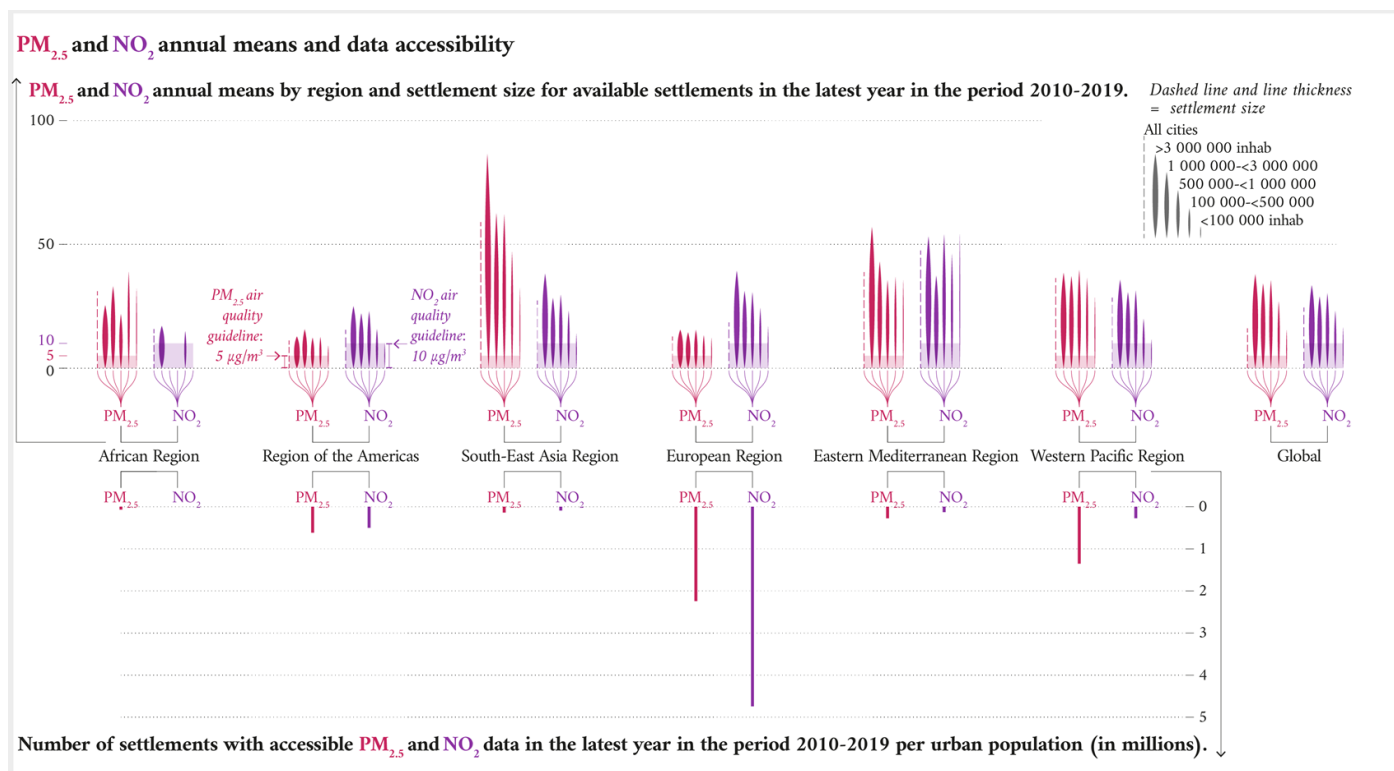 PM2.5 and NO2 annual means and data accessibility
PM2.5 and NO2 annual means by region and settlement size for available settlements in the latest year in the period 2010-2019.
Dashed line and line thickness
= settlement size
All cities
>3 000 000 inhab
1 000 000-<3 000 000
500 000-<1 000 000
100 000-<500 000
<100 000 inhab
100
50
10
5
0
PM2.5 air
quality
guideline:
5 µg/m³
NO2 air
quality
guideline:
10 µg/m³
PM2.5 NO2 PM2.5 NO2 PM2.5 NO2 PM2.5 NO2 PM2.5 NO2 PM2.5 NO2 PM2.5 NO2
African Region Region of the Americas South-East Asia Region European Region Eastern Mediterranean Region Western Pacific Region Global
PM2.5 NO2 PM2.5 NO2 PM2.5 NO2 PM2.5 NO2 PM2.5 NO2 PM2.5 NO2
0
1
2
3
4
5
Number of settlements with accessible PM2.5 and NO2 data in the latest year in the period 2010-2019 per urban population (in millions).